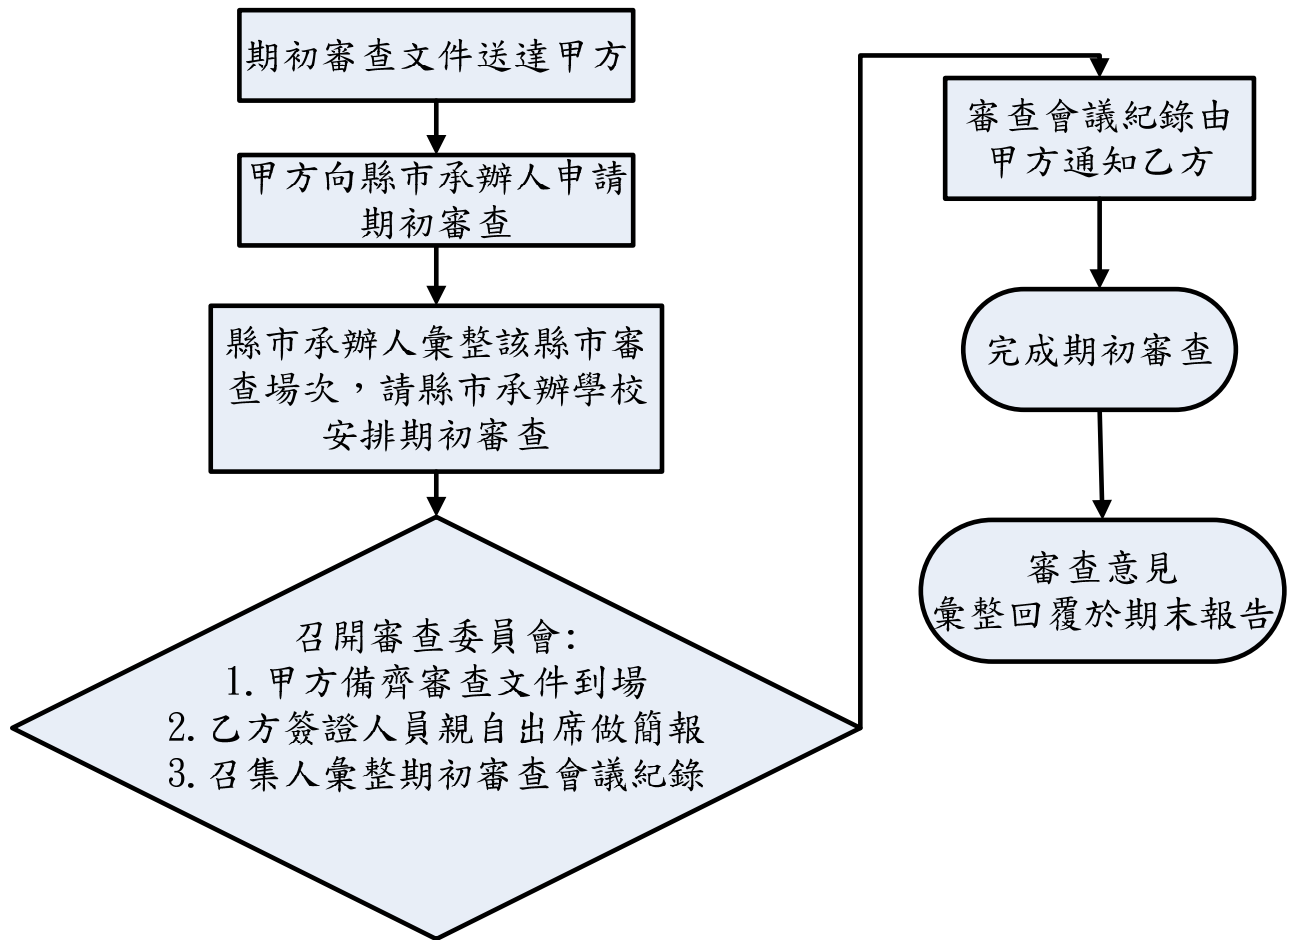 期初審查文件送達甲方
甲方向縣市承辦人申請
期初審查
縣市承辦人彙整該縣市審
查場次，請縣市承辦學校
安排期初審查
召開審查委員會:
1.甲方備齊審查文件到場
2.乙方簽證人員親自出席做簡報
3.召集人彙整期初審查會議紀錄
審查會議紀錄由
甲方通知乙方
完成期初審查
審查意見
彙整回覆於期末報告